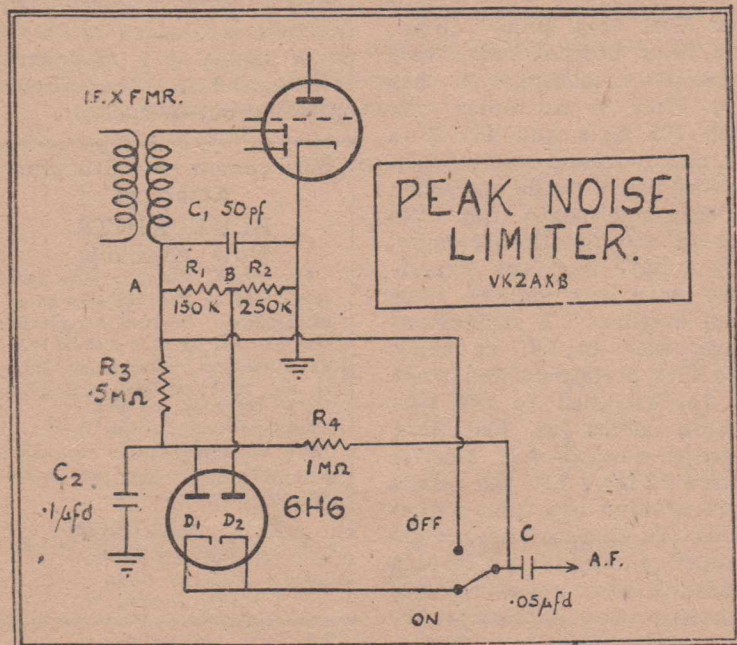 I.F. X FMR.
C1 50pf
PEAK NOISE
LIMITER.
VK2AXB
A
R1
B
R2
150K
250K
R3
.5MΩ
R4
1MΩ
C2
.1μfd
D1
D2
6H6
OFF
C
A.F.
.05μfd
ON